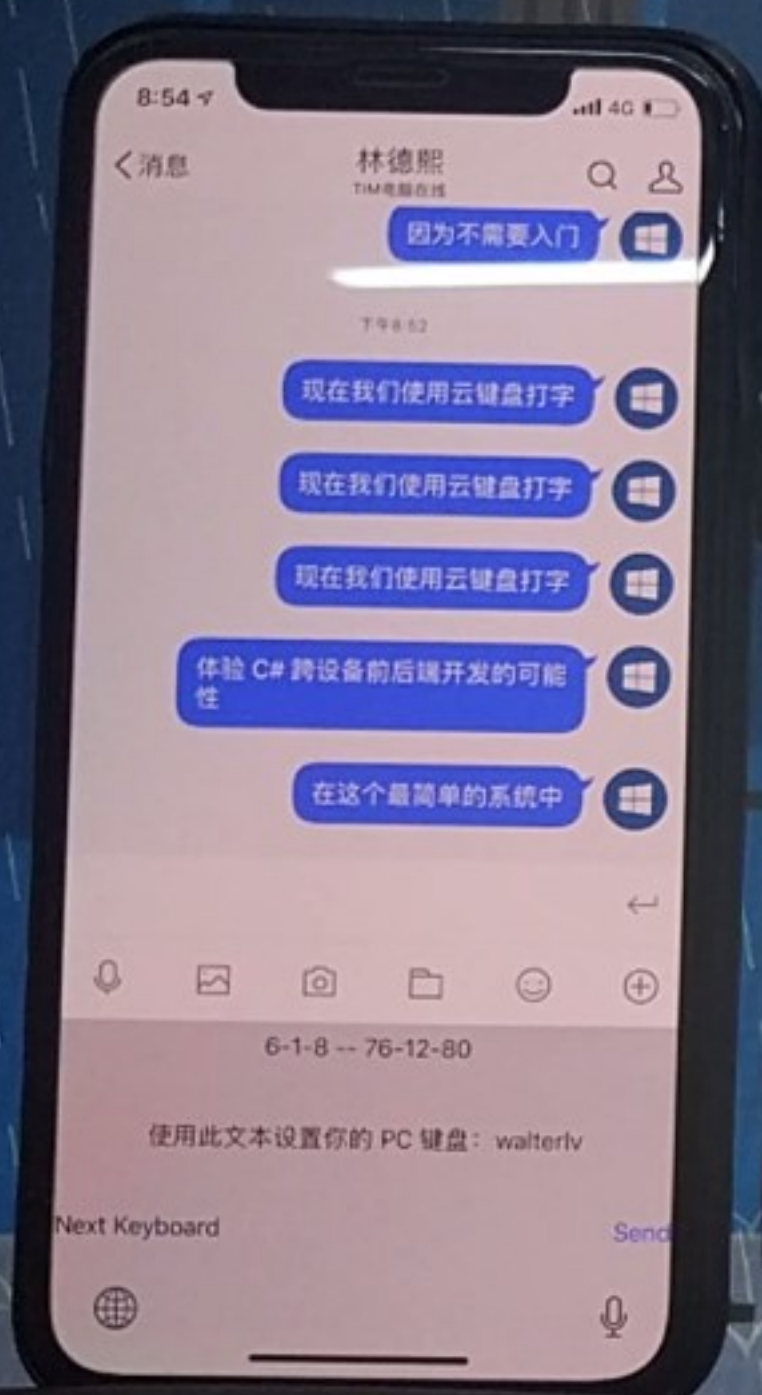 8:54
4G
消息
林德熙
TIM电脑在线
因为不需要入门
下午8:52
现在我们使用云键盘打字
现在我们使用云键盘打字
现在我们使用云键盘打字
体验 C# 跨设备前后端开发的可能
性
在这个最简单的系统中
6-1-8 -- 76-12-80
使用此文本设置你的 PC 键盘：walterlv
Next Keyboard
Send